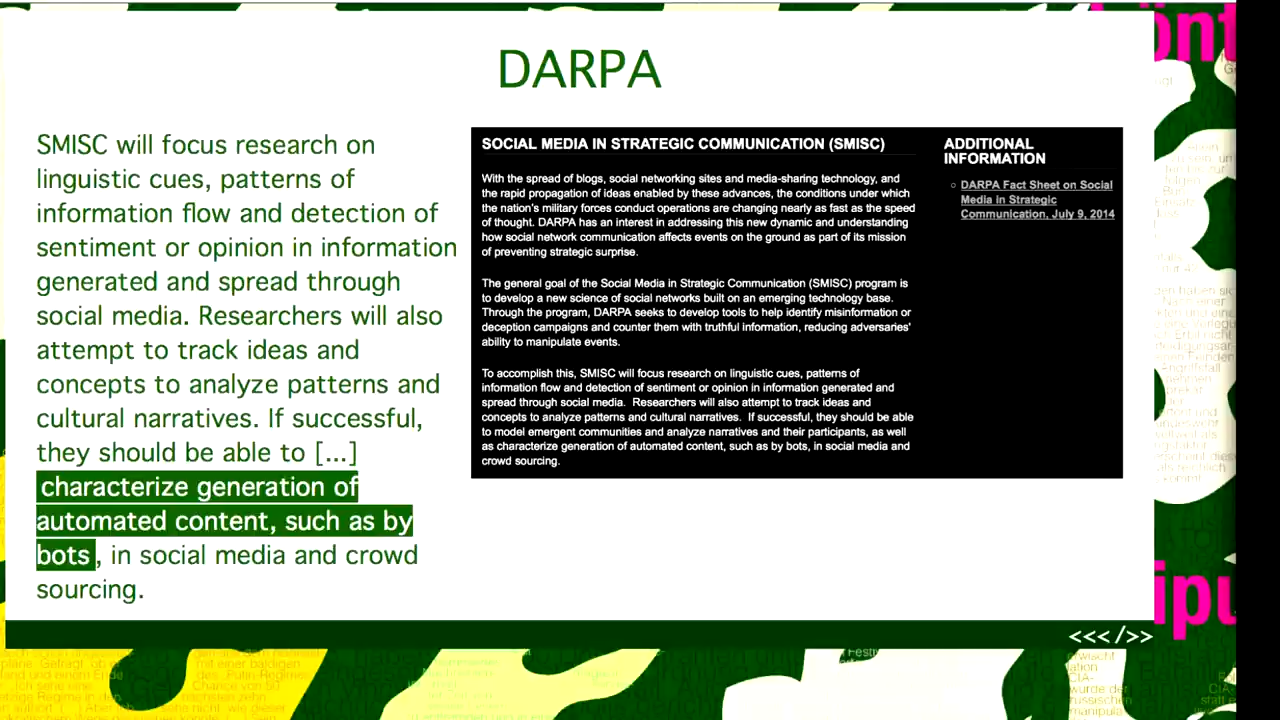 DARPA
SMISC will focus research on
linguistic cues, patterns of
information flow and detection of
sentiment or opinion in information
generated and spread through
social media. Researchers will also
attempt to track ideas and
concepts to analyze patterns and
cultural narratives. If successful,
they should be able to [...]
characterize generation of
automated content, such as by
bots , in social media and crowd
sourcing.
SOCIAL MEDIA IN STRATEGIC COMMUNICATION (SMISC)
With the spread of blogs, social networking sites and media-sharing technology, and
the rapid propagation of ideas enabled by these advances, the conditions under which
the nation's military forces conduct operations are changing nearly as fast as the speed
of thought. DARPA has an interest in addressing this new dynamic and understanding
how social network communication affects events on the ground as part of its mission
of preventing strategic surprise.
The general goal of the Social Media in Strategic Communication (SMISC) program is
to develop a new science of social networks built on an emerging technology base.
Through the program, DARPA seeks to develop tools to help identify misinformation or
deception campaigns and counter them with truthful information, reducing adversaries'
ability to manipulate events.
To accomplish this, SMISC will focus research on linguistic cues, patterns of
information flow and detection of sentiment or opinion in information generated and
spread through social media. Researchers will also attempt to track ideas and
concepts to analyze patterns and cultural narratives. If successful, they should be able
to model emergent communities and analyze narratives and their participants, as well
as characterize generation of automated content, such as by bots, in social media and
crowd sourcing.
ADDITIONAL
INFORMATION
DARPA Fact Sheet on Social
Media in Strategic
Communication, July 9, 2014
<<</>>
ont
ipu